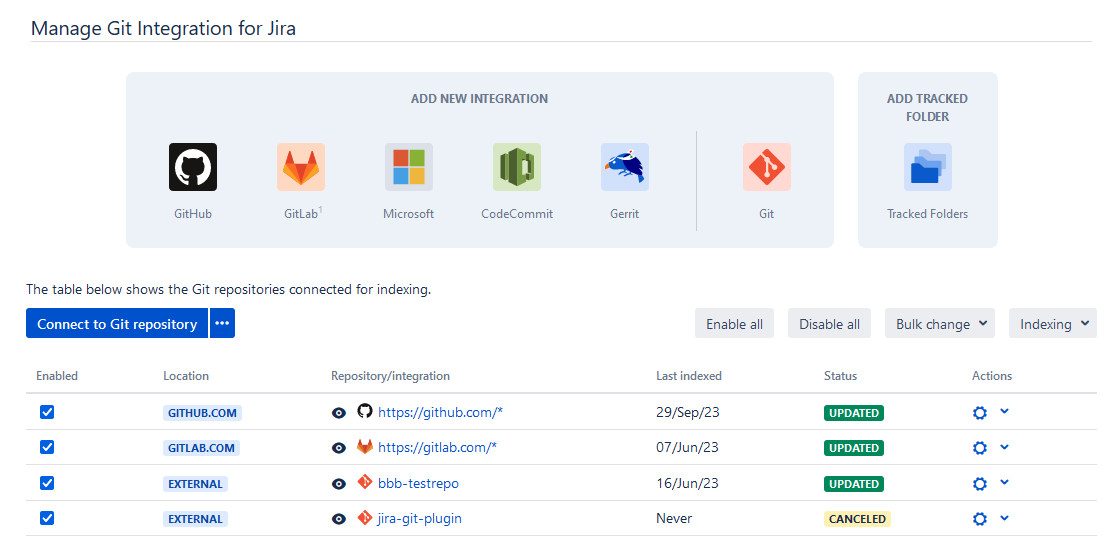 Manage Git Integration for Jira
ADD NEW INTEGRATION
GitHub GitLab¹ Microsoft CodeCommit Gerrit Git
ADD TRACKED
FOLDER
Tracked Folders
The table below shows the Git repositories connected for indexing.
Connect to Git repository ••• Enable all Disable all Bulk change Indexing
Enabled Location Repository/integration Last indexed Status Actions
GITHUB.COM https://github.com/* 29/Sep/23 UPDATED
GITLAB.COM https://gitlab.com/* 07/Jun/23 UPDATED
EXTERNAL bbb-testrepo 16/Jun/23 UPDATED
EXTERNAL jira-git-plugin Never CANCELED